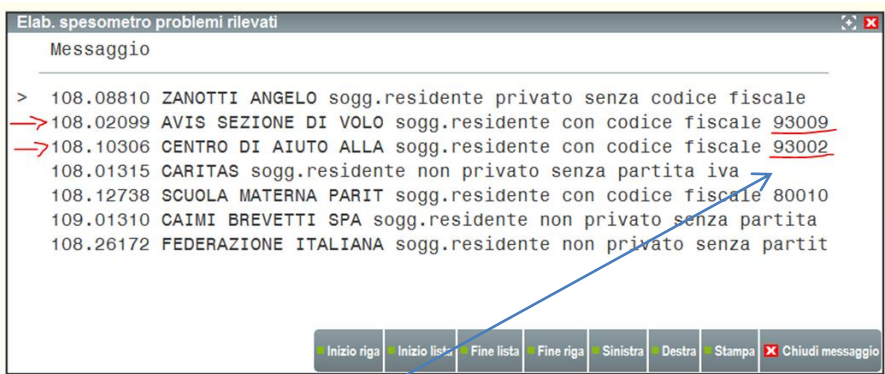 Elab. spesometro problemi rilevati
Messaggio
> 108.08810 ZANOTTI ANGELO sogg.residente privato senza codice fiscale
108.02099 AVIS SEZIONE DI VOLO sogg.residente con codice fiscale 93009
108.10306 CENTRO DI AIUTO ALLA sogg.residente con codice fiscale 93002
108.01315 CARITAS sogg.residente non privato senza partita iva
108.12738 SCUOLA MATERNA PARIT sogg.residente con codice fiscale 80010
109.01310 CAIMI BREVETTI SPA sogg.residente non privato senza partita
108.26172 FEDERAZIONE ITALIANA sogg.residente non privato senza partit
Inizio riga Inizio lista Fine lista Fine riga Sinistra Destra Stampa Chiudi messaggio